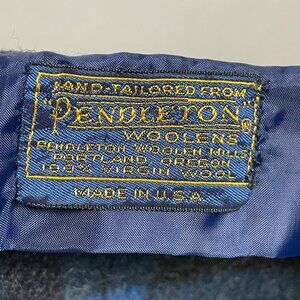 HAND-TAILORED FROM
"PENDLETON"®
WOOLENS
PENDLETON WOOLEN MILLS
PORTLAND, OREGON
100% VIRGIN WOOL
MADE IN U.S.A.